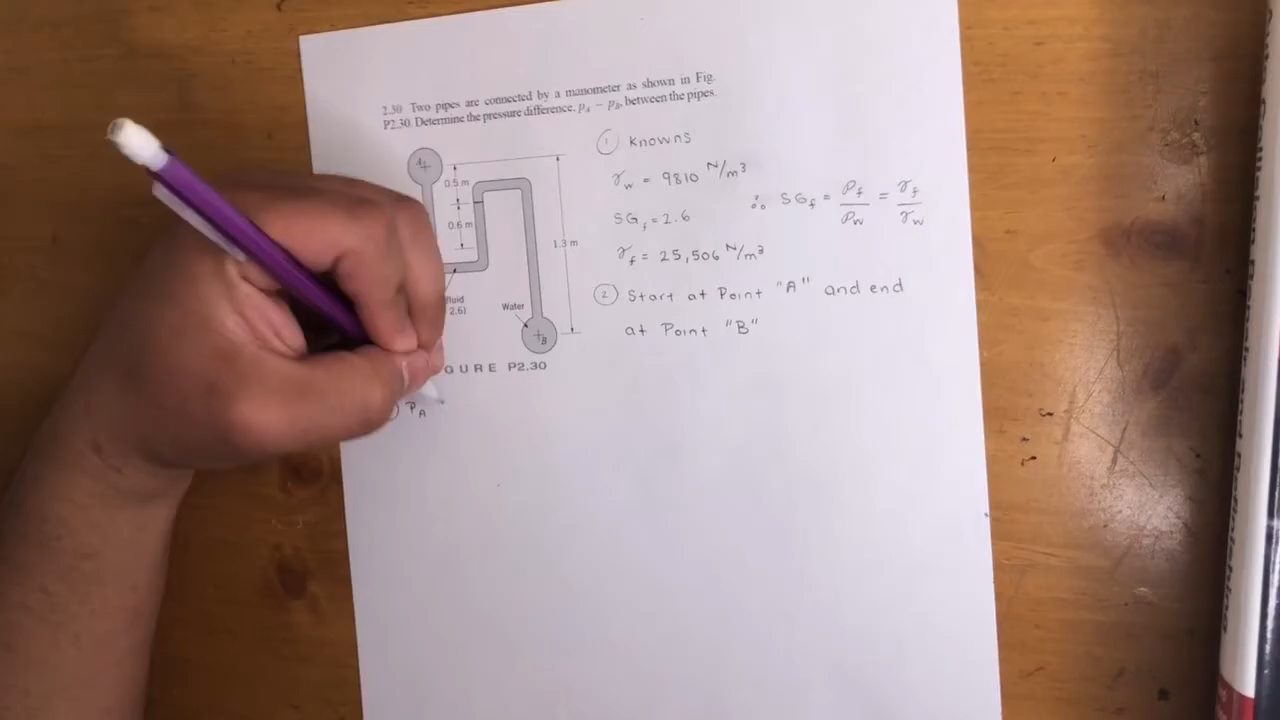 2.30 Two pipes are connected by a manometer as shown in Fig.
P2.30. Determine the pressure difference, pA − pB, between the pipes.
① Knowns
γw = 9810 N/m³
SGf = 2.6
∴ SGf = ρf/ρw = γf/γw
γf = 25,506 N/m³
② Start at Point "A" and end
at Point "B"
A
0.5 m
0.6 m
1.3 m
fluid
2.6)
Water
B
GURE P2.30
PA